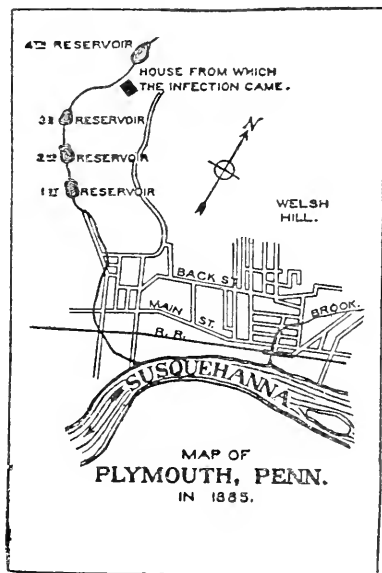 4TH RESERVOIR
HOUSE FROM WHICH
THE INFECTION CAME.
3D RESERVOIR
2ND RESERVOIR
1ST RESERVOIR
N
WELSH
HILL.
BACK ST.
MAIN ST.
BROOK.
R.R.
SUSQUEHANNA
MAP OF
PLYMOUTH, PENN.
IN 1885.